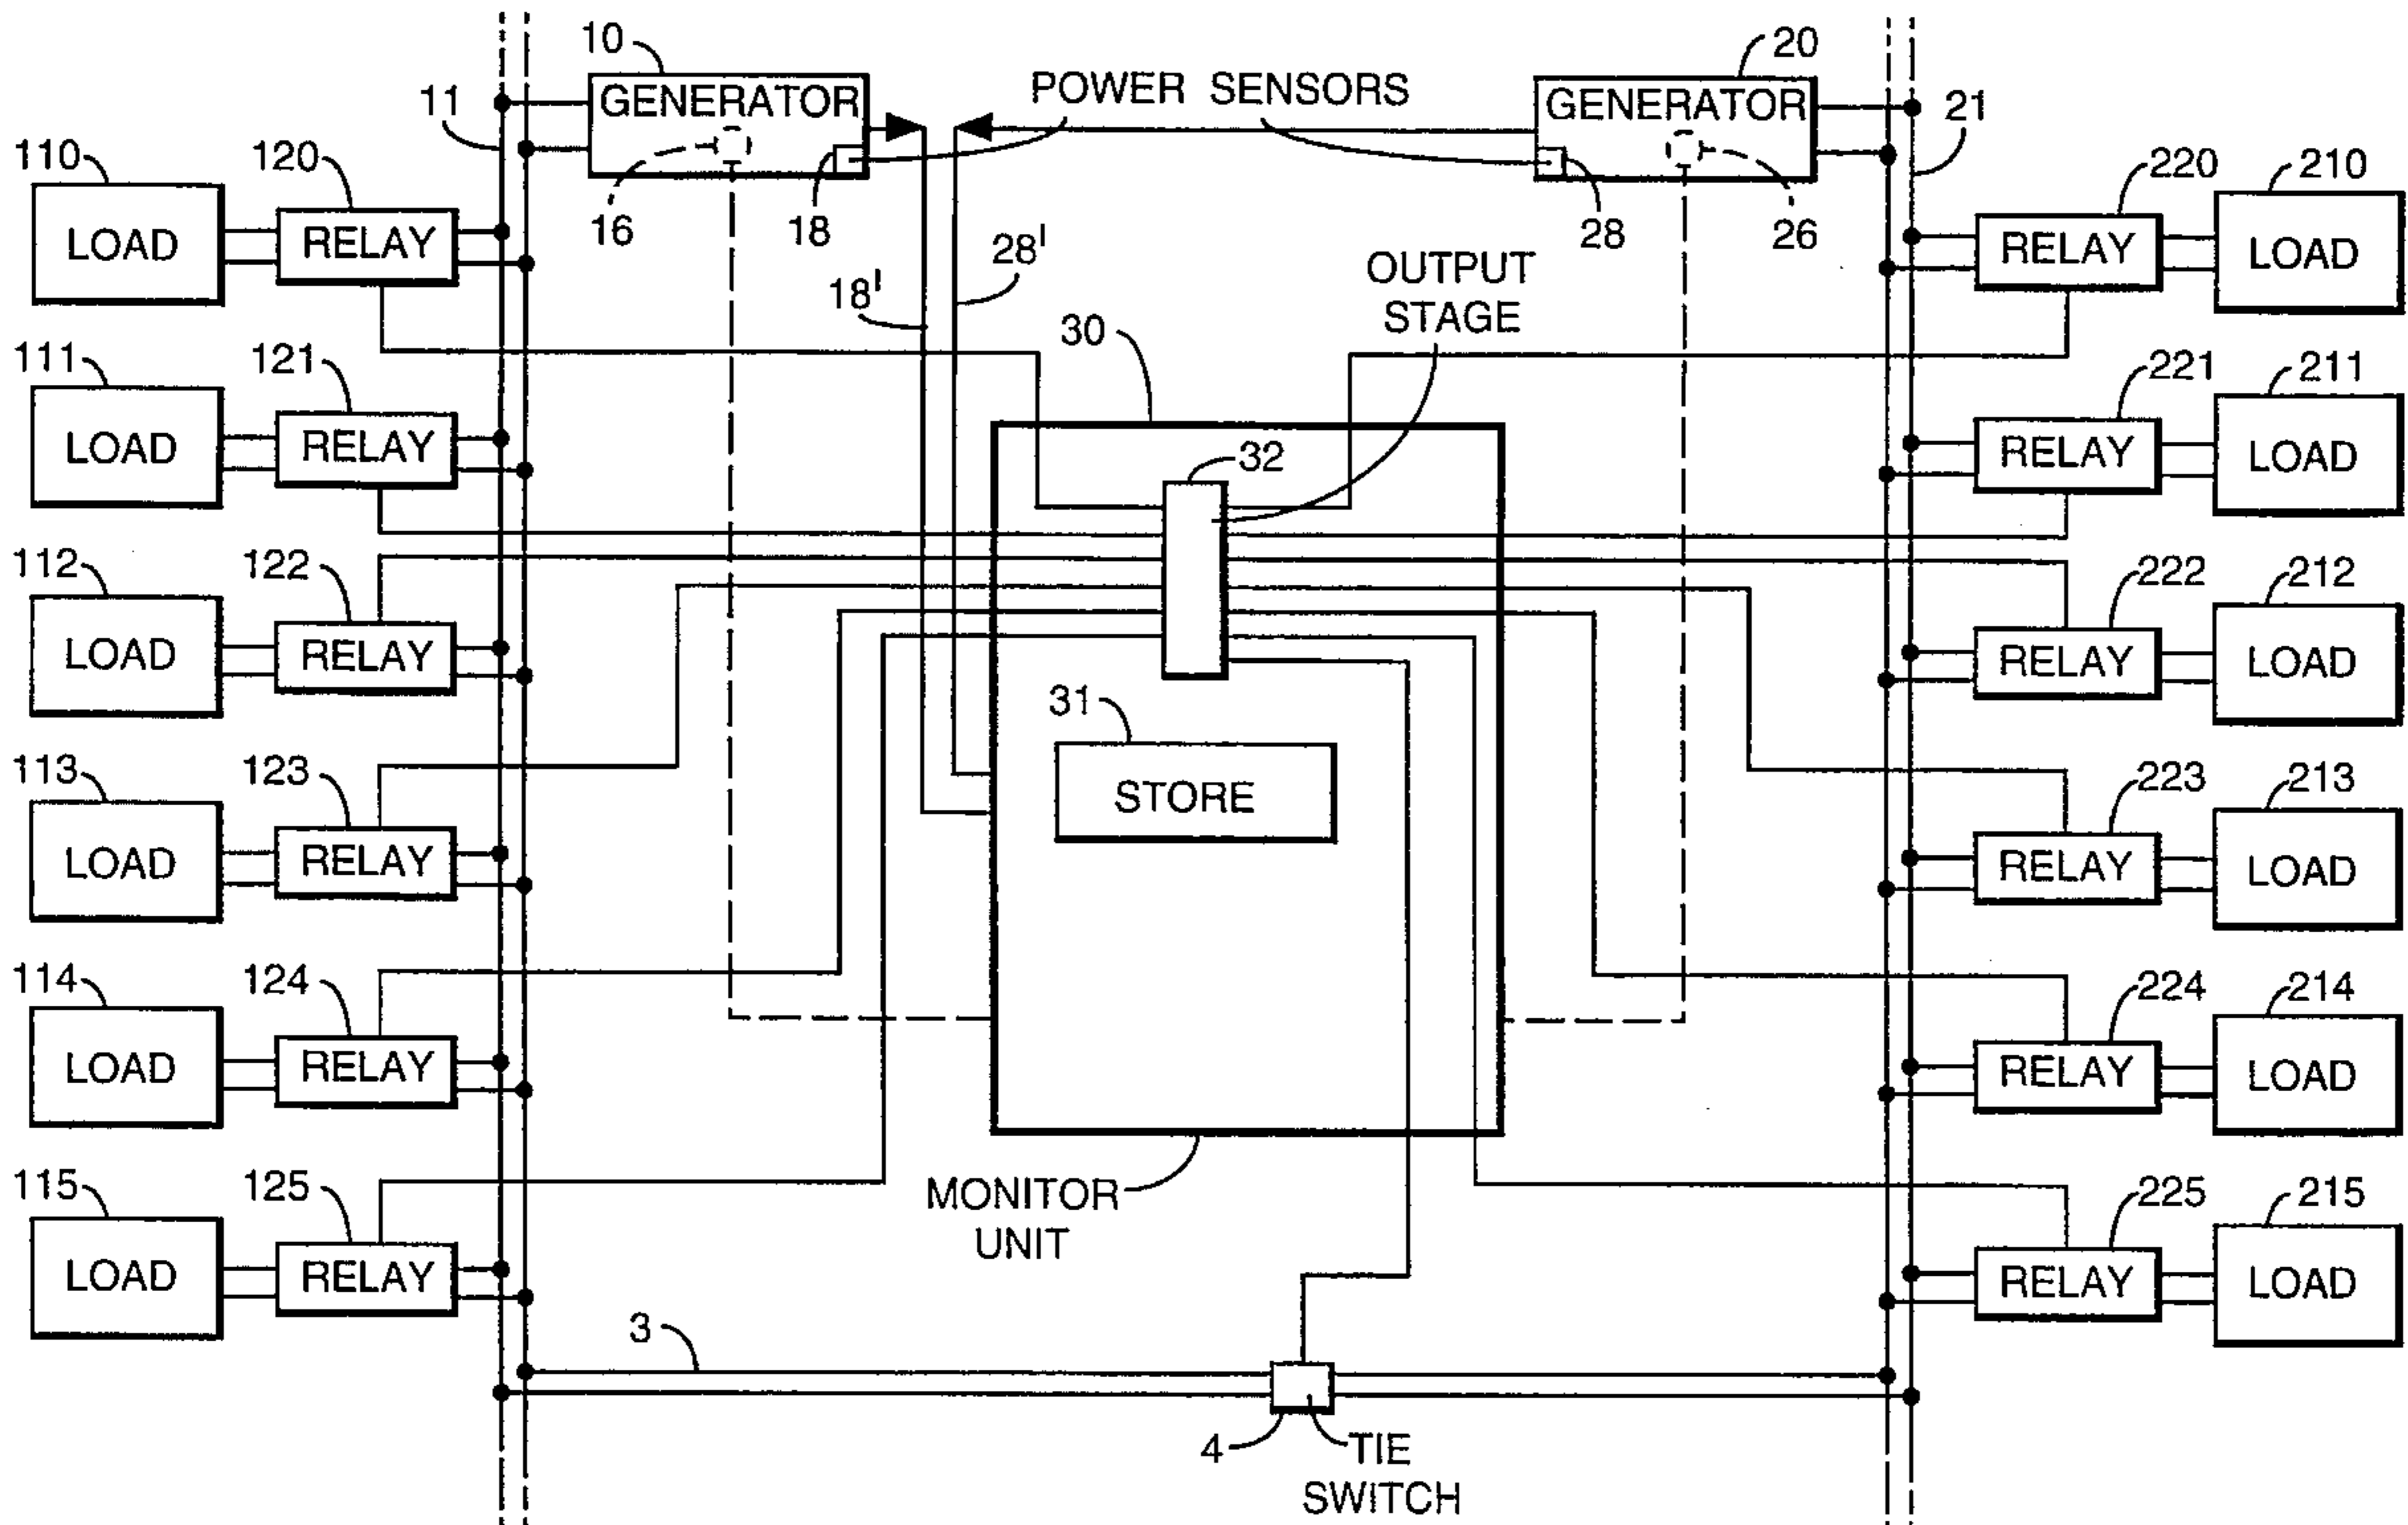 10
20
11
GENERATOR
POWER SENSORS
GENERATOR
21
110
120
16
18
28'
18'
28
26
220
210
LOAD
RELAY
OUTPUT
STAGE
RELAY
LOAD
111
121
30
221
211
LOAD
RELAY
32
RELAY
LOAD
112
122
222
212
LOAD
RELAY
31
RELAY
LOAD
113
123
STORE
223
213
LOAD
RELAY
RELAY
LOAD
114
124
224
214
LOAD
RELAY
RELAY
LOAD
115
125
MONITOR
UNIT
225
215
LOAD
RELAY
RELAY
LOAD
3
4
TIE
SWITCH